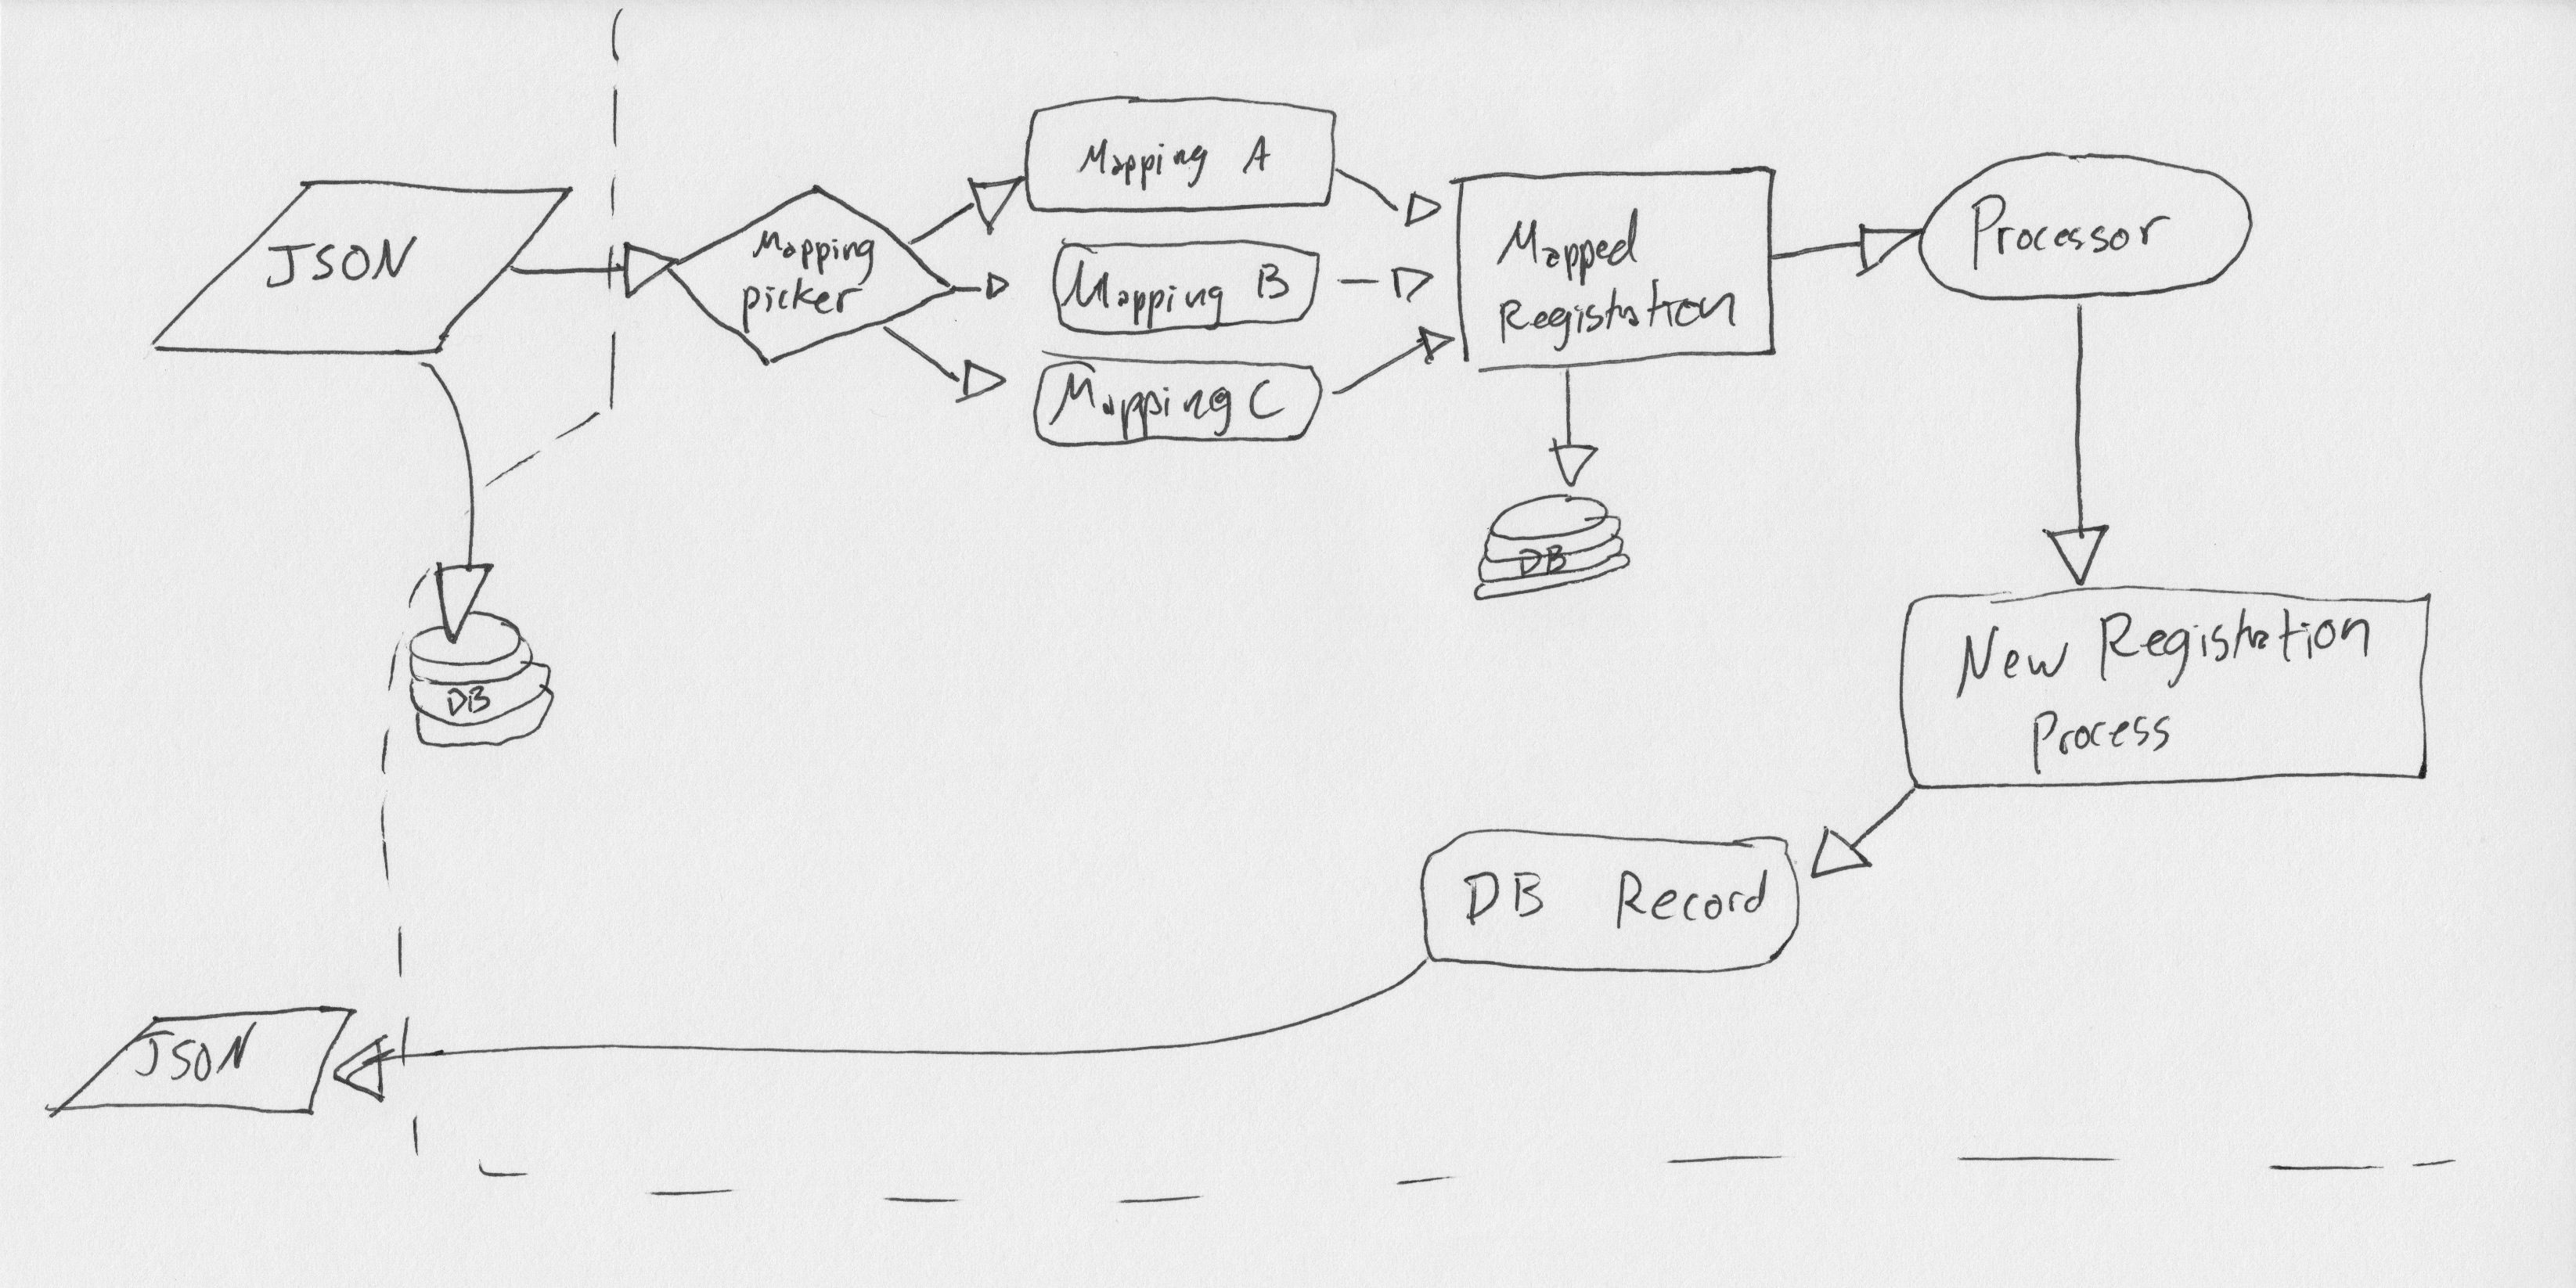 JSON
Mapping
picker
Mapping A
Mapping B
Mapping C
Mapped
Registration
Processor
DB
DB
New Registration
Process
DB Record
JSON